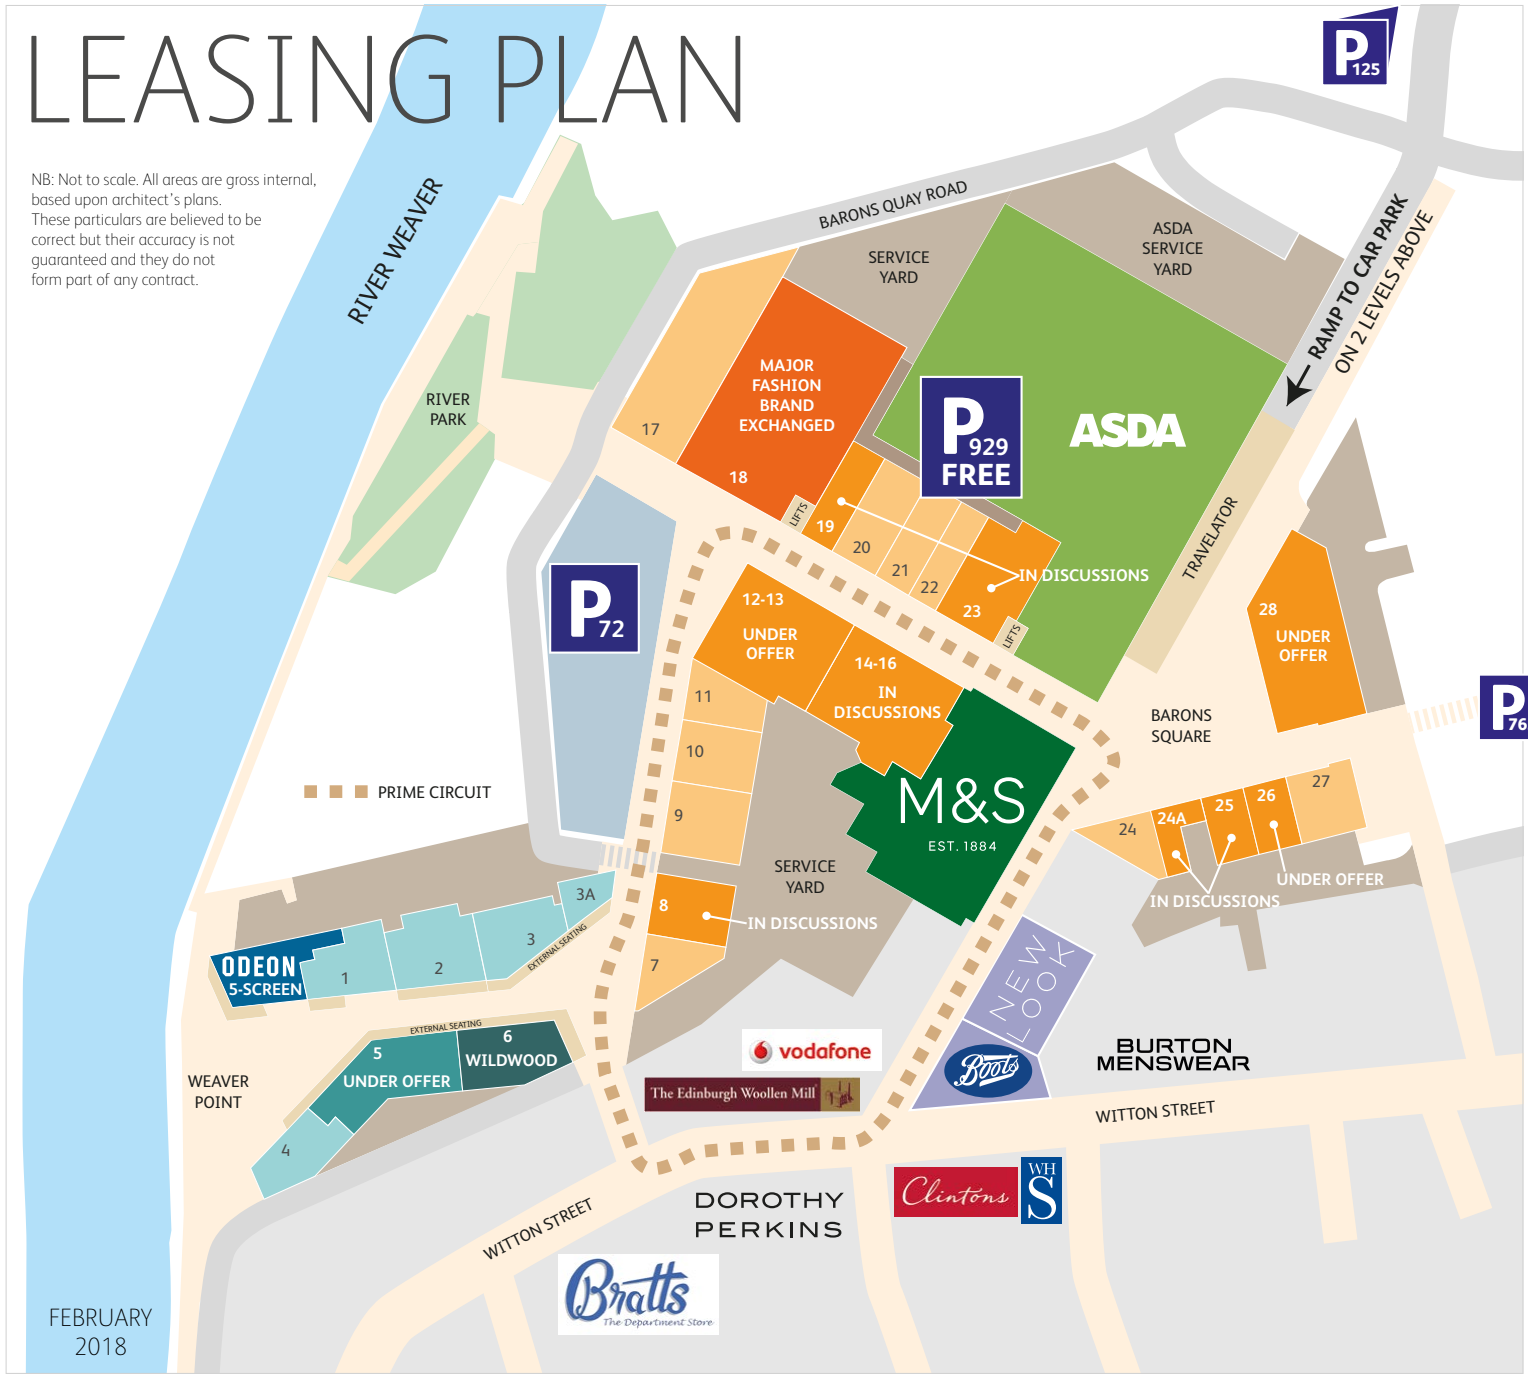 LEASING PLAN
NB: Not to scale. All areas are gross internal,
based upon architect's plans.
These particulars are believed to be
correct but their accuracy is not
guaranteed and they do not
form part of any contract.
RIVER WEAVER
P
125
BARONS QUAY ROAD
SERVICE
YARD
ASDA
SERVICE
YARD
RAMP TO CAR PARK
ON 2 LEVELS ABOVE
RIVER
PARK
17
MAJOR
FASHION
BRAND
EXCHANGED
18
P
929
FREE
ASDA
TRAVELATOR
LIFTS
19
20
21
22
23
IN DISCUSSIONS
LIFTS
P
72
12-13
UNDER
OFFER
14-16
IN
DISCUSSIONS
28
UNDER
OFFER
11
10
9
BARONS
SQUARE
P
76
PRIME CIRCUIT
M&S
EST. 1884
24
24A
25
26
27
UNDER OFFER
IN DISCUSSIONS
SERVICE
YARD
8
IN DISCUSSIONS
7
3A
3
EXTERNAL SEATING
2
1
ODEON
5-SCREEN
EXTERNAL SEATING
6
WILDWOOD
5
UNDER OFFER
4
WEAVER
POINT
NEW
LOOK
Boots
vodafone
The Edinburgh Woollen Mill
BURTON
MENSWEAR
WITTON STREET
Clintons
WH
S
DOROTHY
PERKINS
WITTON STREET
Bratts
The Department Store
FEBRUARY
2018